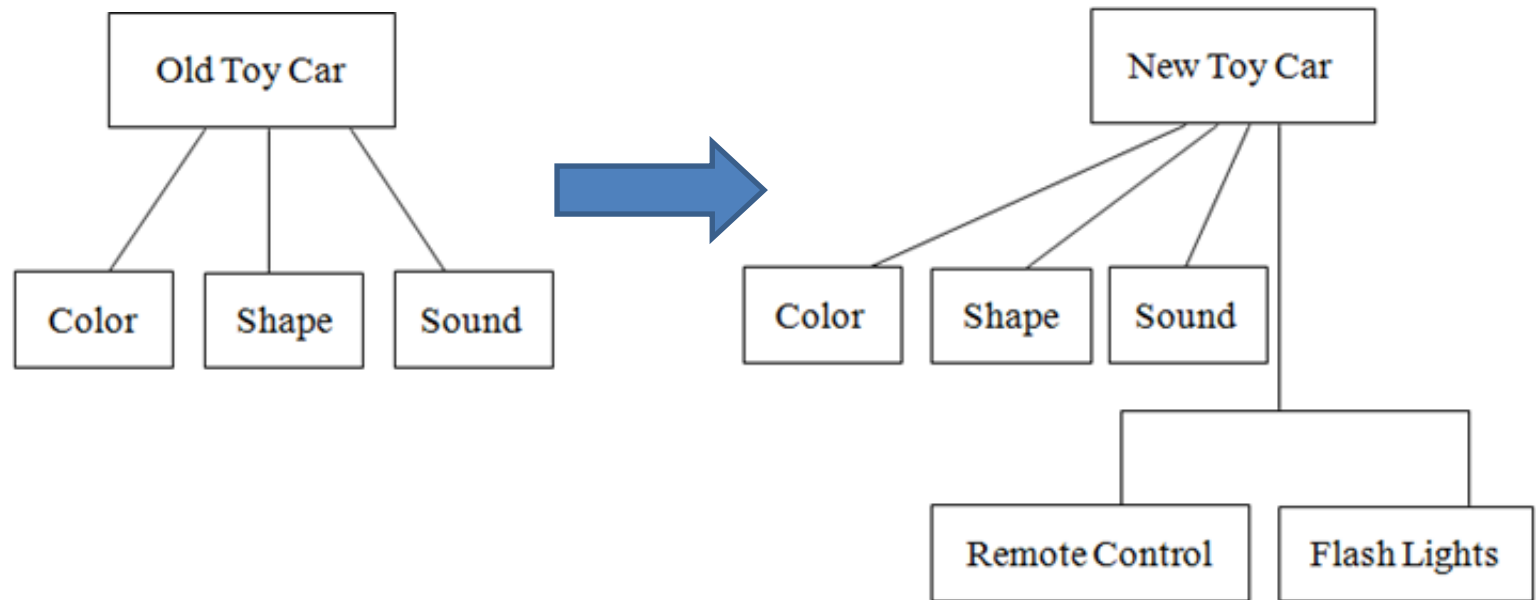 Old Toy Car
Color
Shape
Sound
New Toy Car
Color
Shape
Sound
Remote Control
Flash Lights